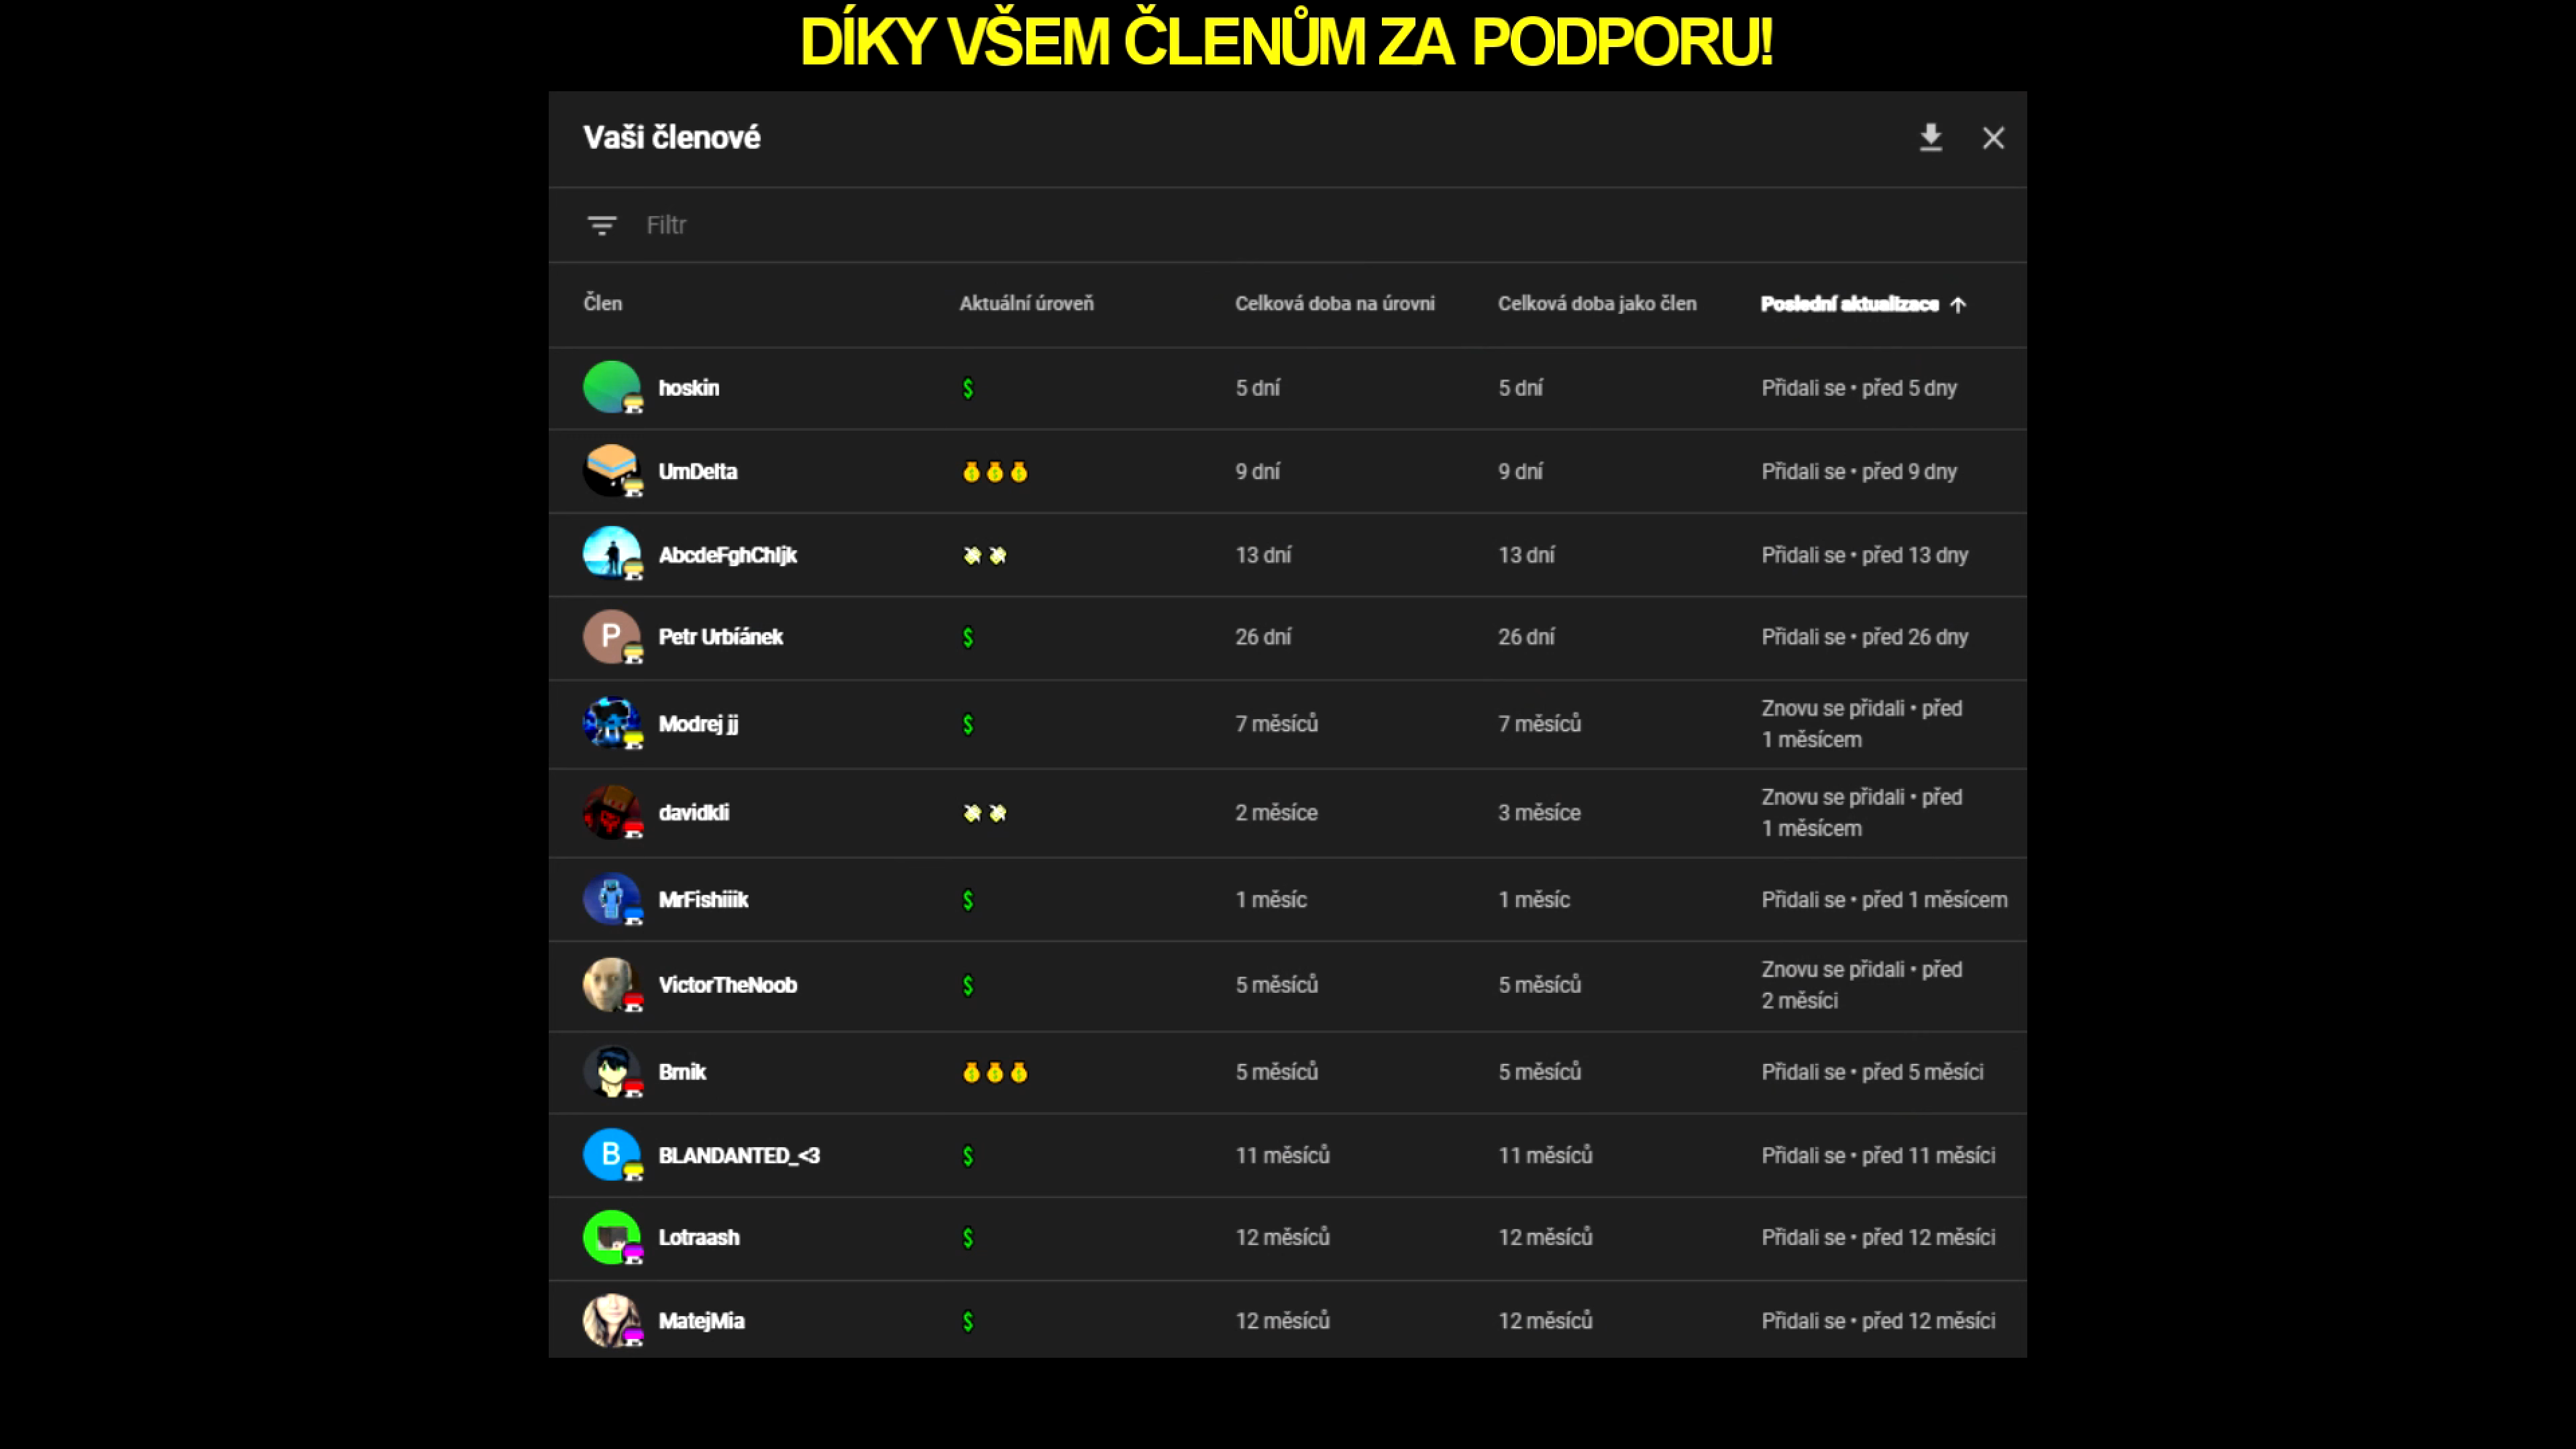 DÍKY VŠEM ČLENŮM ZA PODPORU!
Vaši členové
Filtr
Člen Aktuální úroveň Celková doba na úrovni Celková doba jako člen Poslední aktualizace
hoskin $ 5 dní 5 dní Přidali se • před 5 dny
UmDelta 9 dní 9 dní Přidali se • před 9 dny
AbcdeFghChIjk 13 dní 13 dní Přidali se • před 13 dny
P Petr Urbíánek $ 26 dní 26 dní Přidali se • před 26 dny
Modrej jj $ 7 měsíců 7 měsíců Znovu se přidali • před
1 měsícem
davidkli 2 měsíce 3 měsíce Znovu se přidali • před
1 měsícem
MrFishiiik $ 1 měsíc 1 měsíc Přidali se • před 1 měsícem
VictorTheNoob $ 5 měsíců 5 měsíců Znovu se přidali • před
2 měsíci
Brnik 5 měsíců 5 měsíců Přidali se • před 5 měsíci
B BLANDANTED_<3 $ 11 měsíců 11 měsíců Přidali se • před 11 měsíci
Lotraash $ 12 měsíců 12 měsíců Přidali se • před 12 měsíci
MatejMia $ 12 měsíců 12 měsíců Přidali se • před 12 měsíci